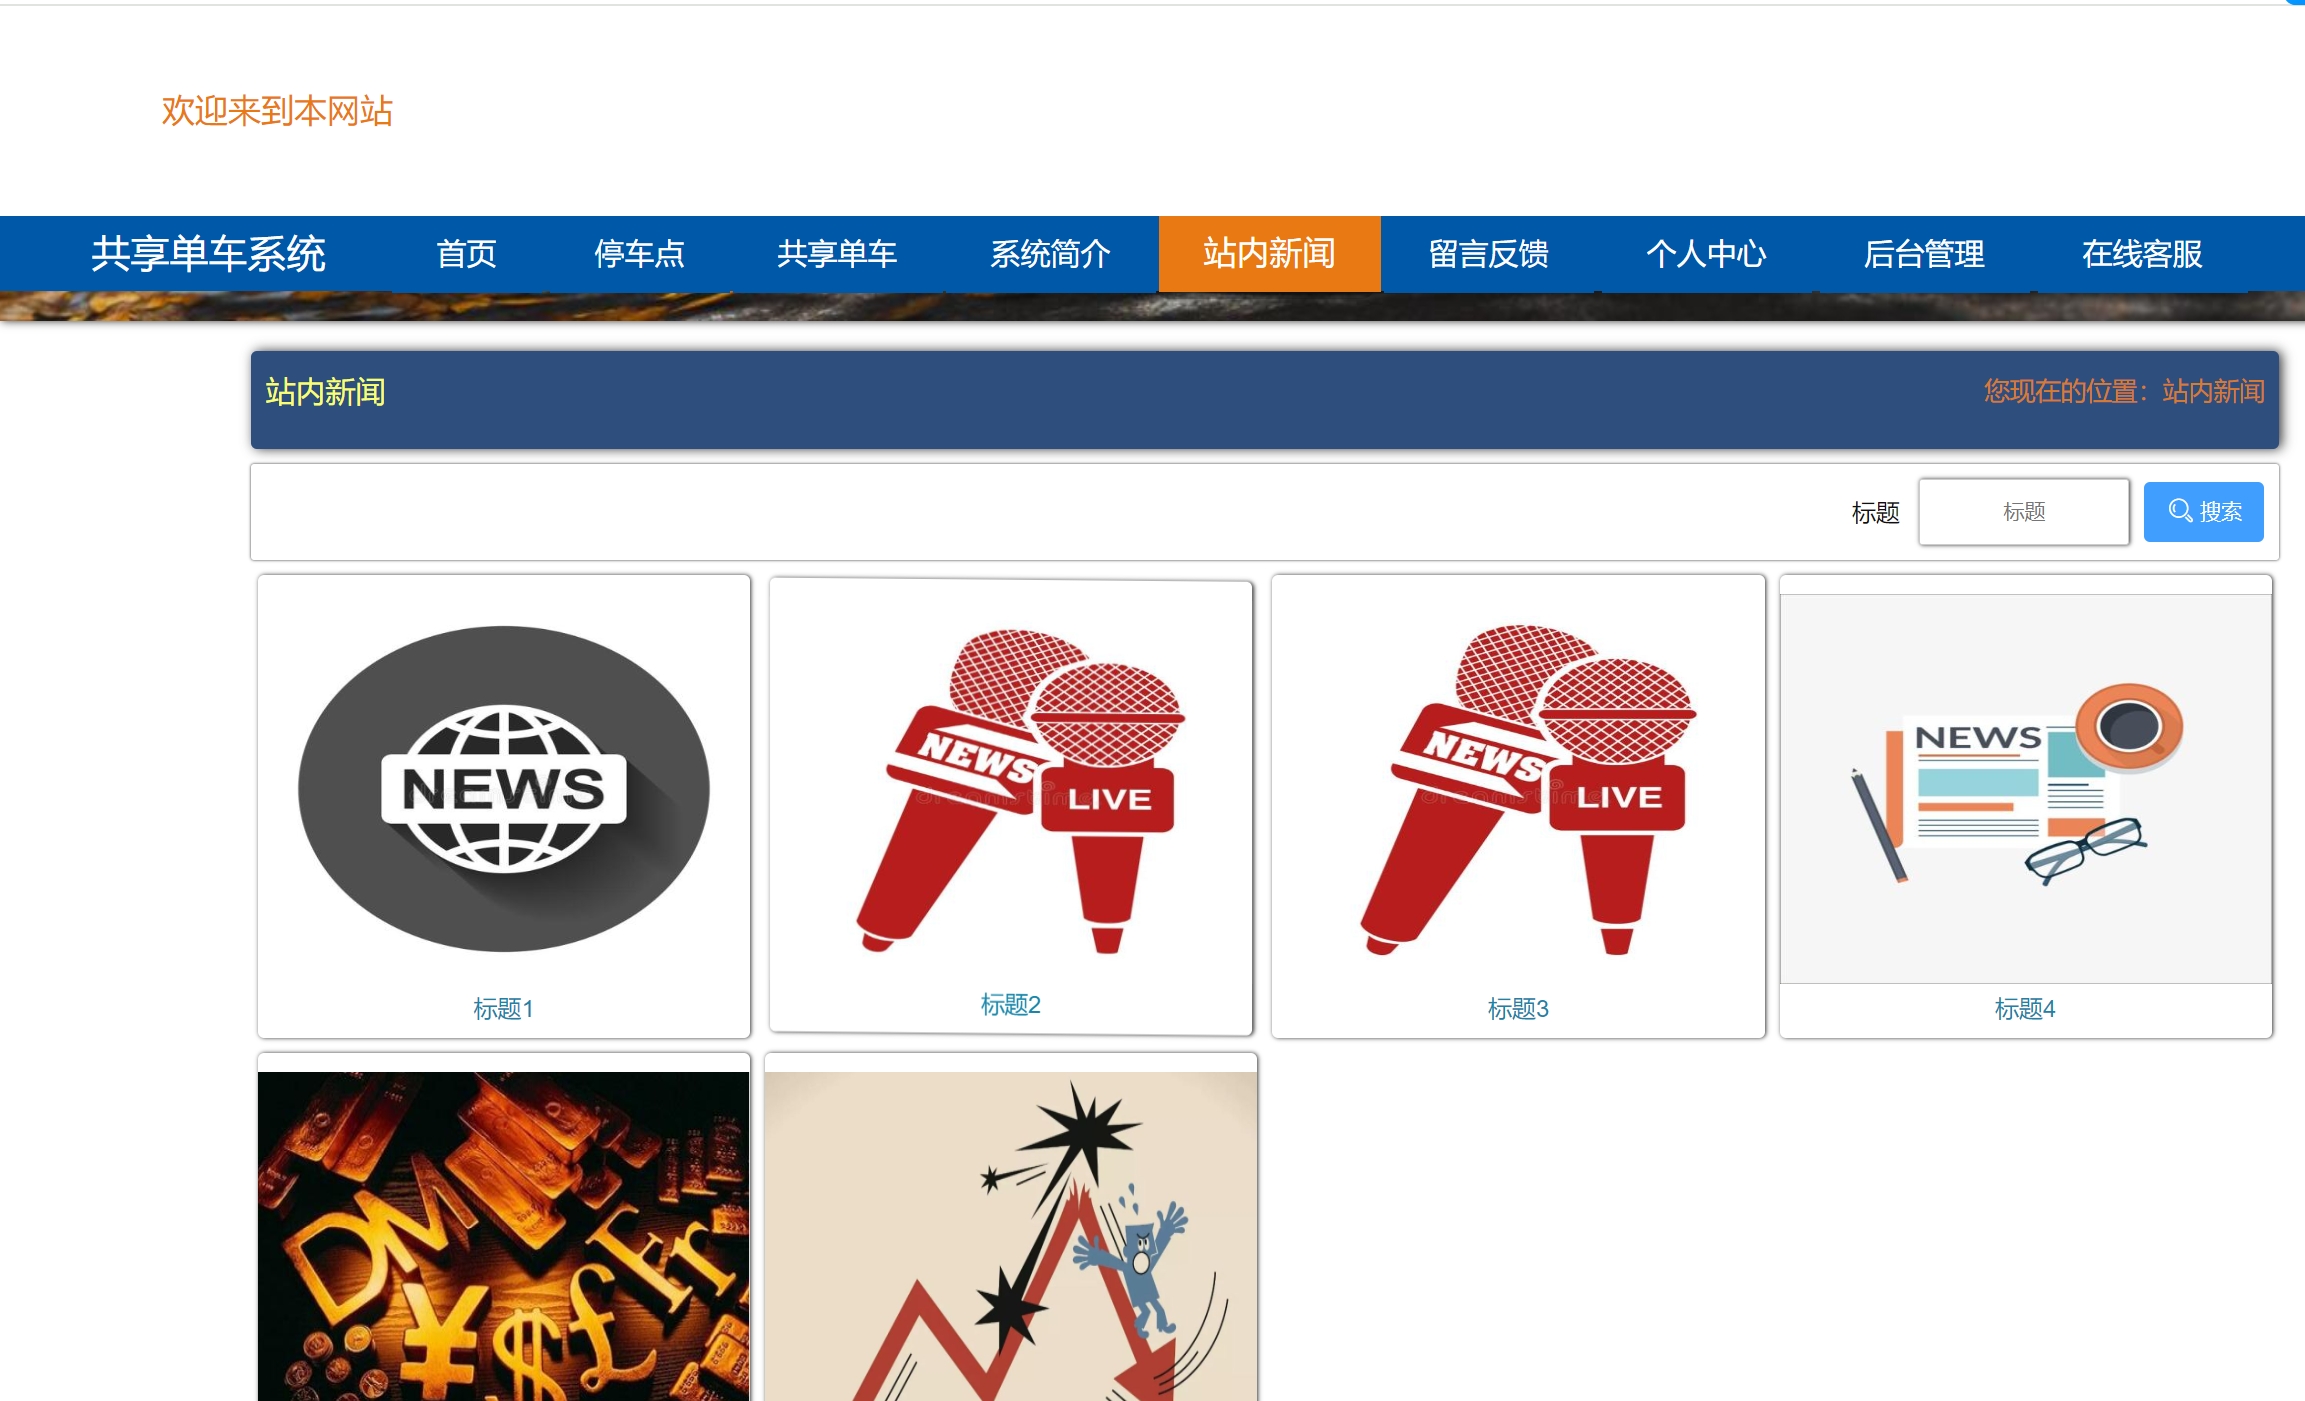 欢迎来到本网站
共享单车系统 首页 停车点 共享单车 系统简介 站内新闻 留言反馈 个人中心 后台管理 在线客服
站内新闻 您现在的位置：站内新闻
标题 标题 搜索
NEWS
NEWS LIVE
NEWS LIVE
NEWS
标题1 标题2 标题3 标题4
DM Fr
¥ $ £